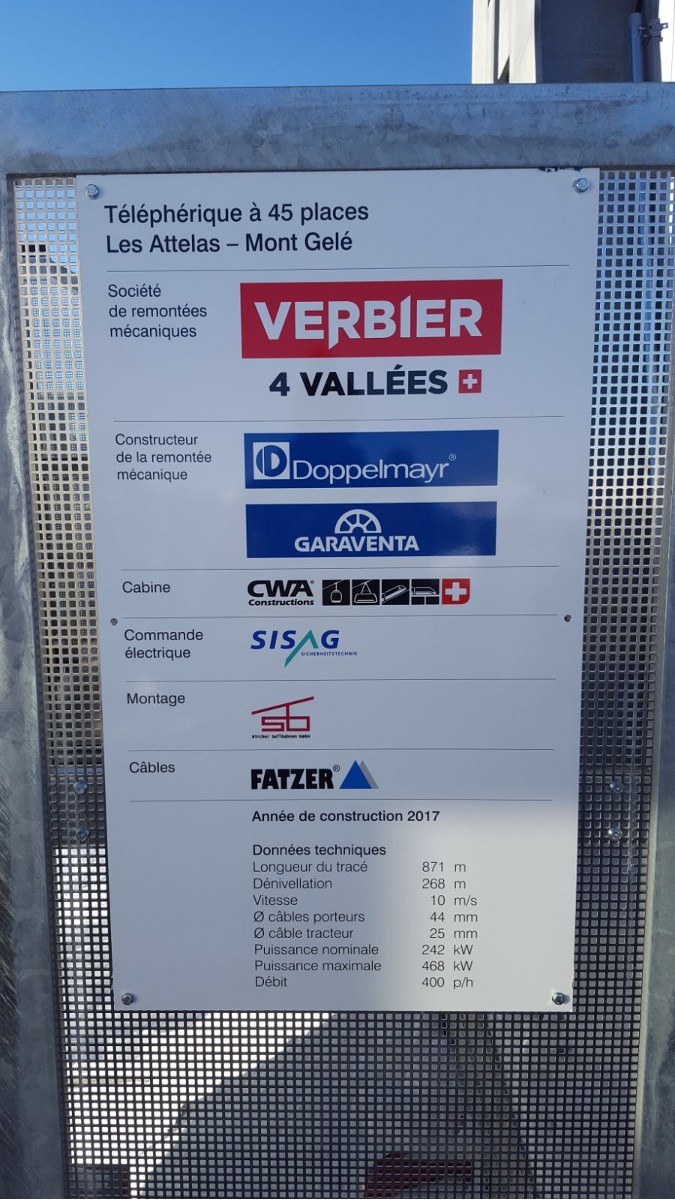 Téléphérique à 45 places
Les Attelas – Mont Gelé
Société
de remontées
mécaniques
VERBIER
4 VALLÉES
Constructeur
de la remontée
mécanique
Doppelmayr®
GARAVENTA
Cabine
CWA®
Constructions
Commande
électrique
SISAG
SICHERHEITSTECHNIK
Montage
sb
Câbles
FATZER®
Année de construction 2017
Données techniques
Longueur du tracé 871 m
Dénivellation 268 m
Vitesse 10 m/s
Ø câbles porteurs 44 mm
Ø câble tracteur 25 mm
Puissance nominale 242 kW
Puissance maximale 468 kW
Débit 400 p/h